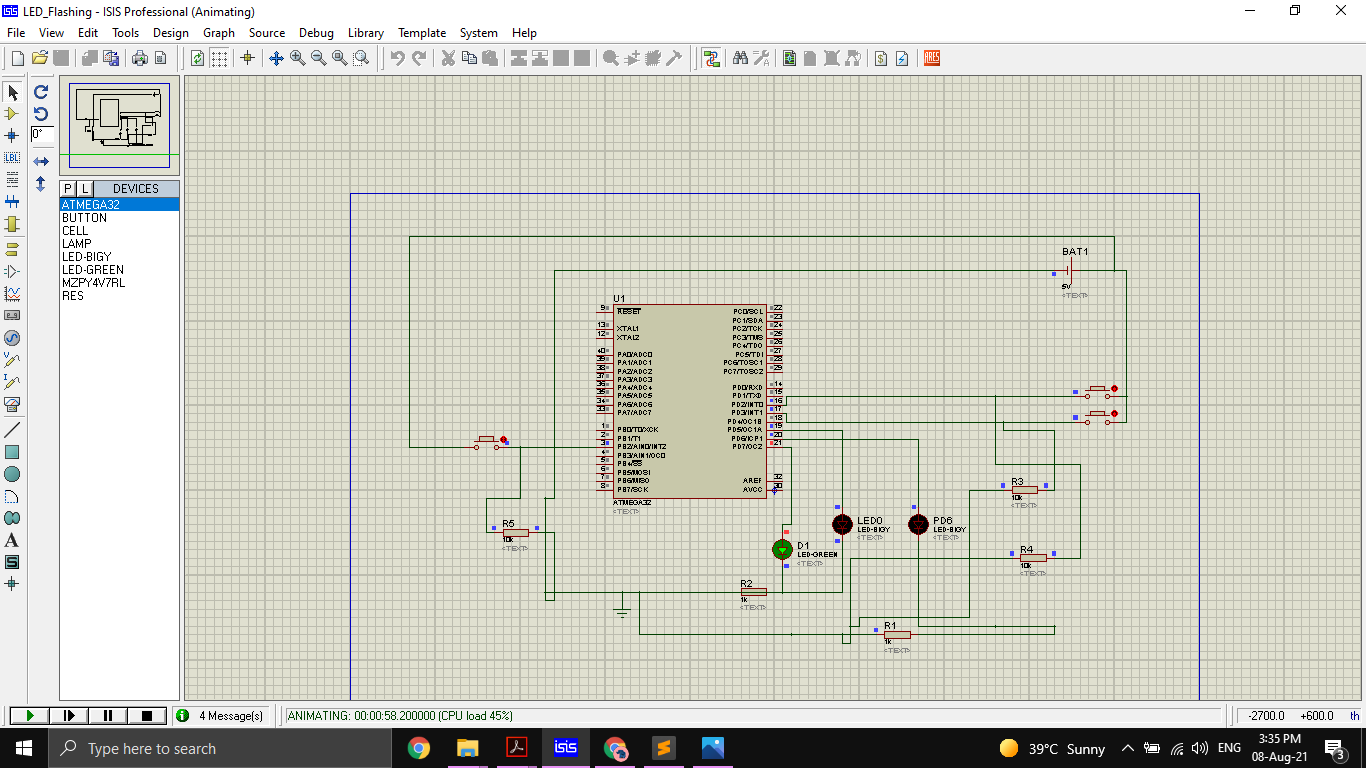 LED_Flashing - ISIS Professional (Animating)
File View Edit Tools Design Graph Source Debug Library Template System Help
LBL
ARES
0°
P L DEVICES
ATMEGA32
BUTTON
CELL
LAMP
LED-BIGY
LED-GREEN
MZPY4V7RL
RES
A
S
BAT1
5V
<TEXT>
U1
9 RESET
13 XTAL1
12 XTAL2
40 PA0/ADC0
39 PA1/ADC1
38 PA2/ADC2
37 PA3/ADC3
36 PA4/ADC4
35 PA5/ADC5
34 PA6/ADC6
33 PA7/ADC7
1 PB0/T0/XCK
2 PB1/T1
3 PB2/AIN0/INT2
4 PB3/AIN1/OC0
5 PB4/SS
6 PB5/MOSI
7 PB6/MISO
8 PB7/SCK
PC0/SCL 22
PC1/SDA 23
PC2/TCK 24
PC3/TMS 25
PC4/TDO 26
PC5/TDI 27
PC6/TOSC1 28
PC7/TOSC2 29
PD0/RXD 14
PD1/TXD 15
PD2/INT0 16
PD3/INT1 17
PD4/OC1B 18
PD5/OC1A 19
PD6/ICP1 20
PD7/OC2 21
AREF 32
AVCC 30
ATMEGA32
<TEXT>
R5
10k
<TEXT>
D1
LED-GREEN
<TEXT>
LED0
LED-BIGY
<TEXT>
PD6
LED-BIGY
<TEXT>
R3
10k
<TEXT>
R4
10k
<TEXT>
R2
1k
<TEXT>
R1
1k
<TEXT>
4 Message(s) ANIMATING: 00:00:58.200000 (CPU load 45%) -2700.0 +600.0 th
Type here to search
isis
39°C Sunny
ENG
3:35 PM
08-Aug-21
3